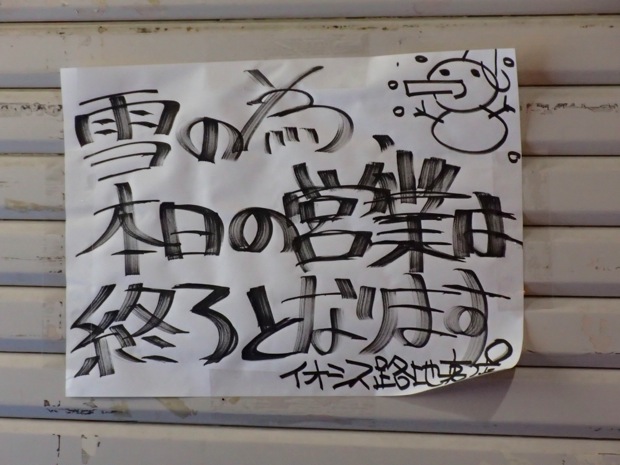 雪の為、
本日の営業は
終了となります。
イオシス路地裏